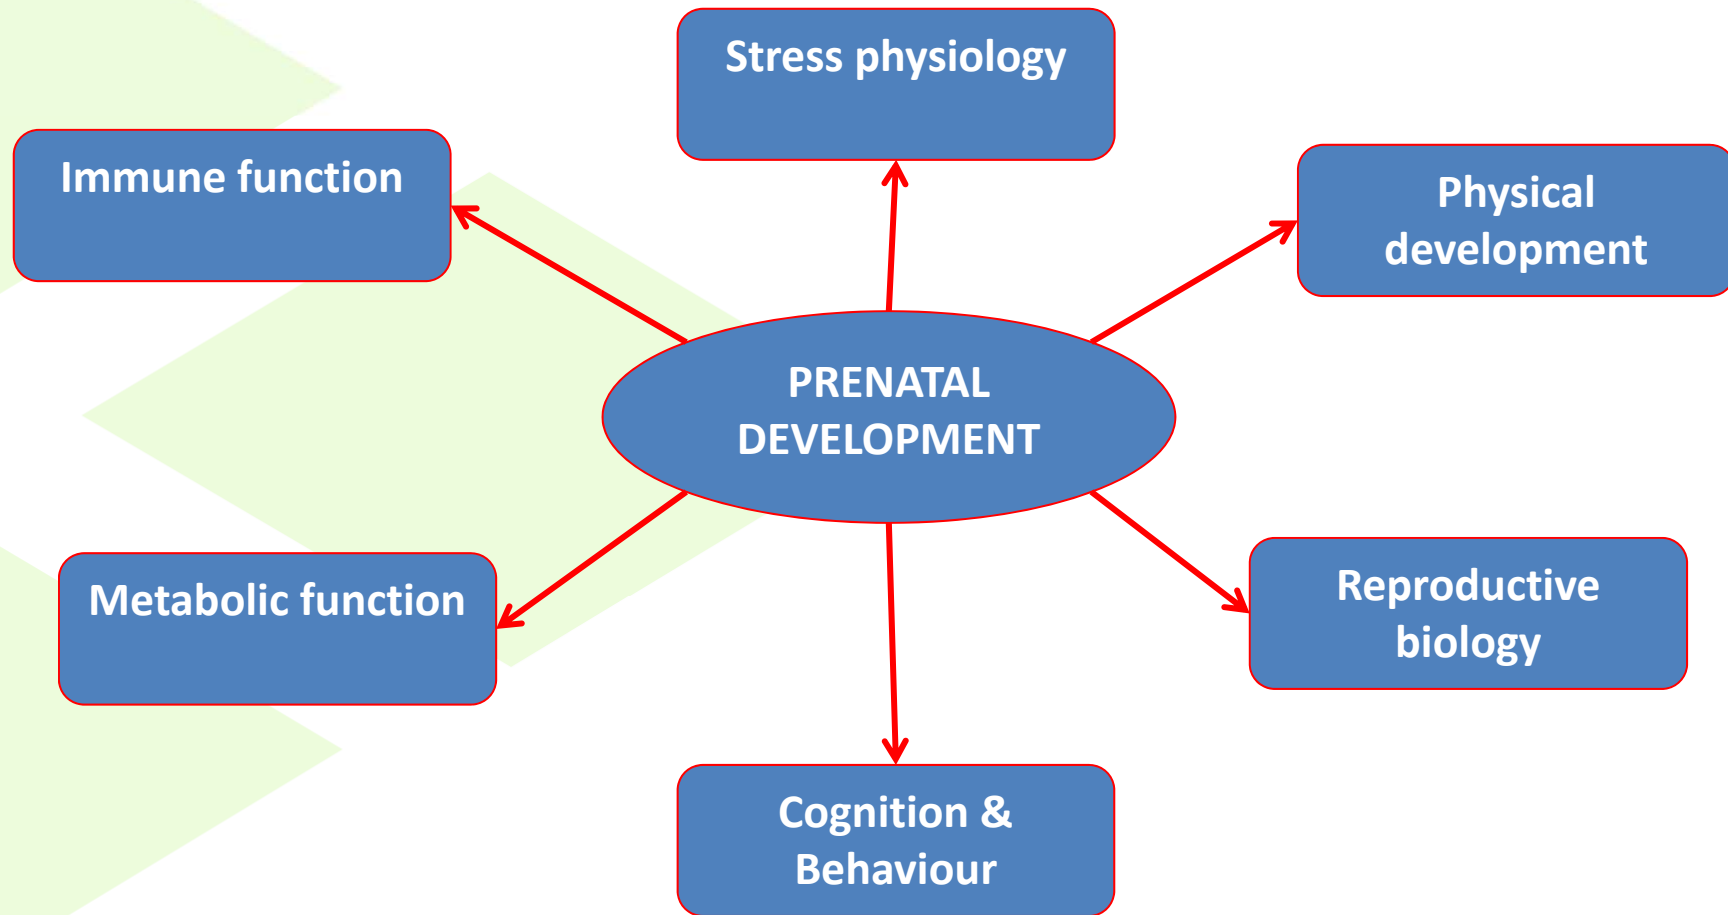 Stress physiology
Immune function
Physical
development
PRENATAL
DEVELOPMENT
Metabolic function
Reproductive
biology
Cognition &
Behaviour